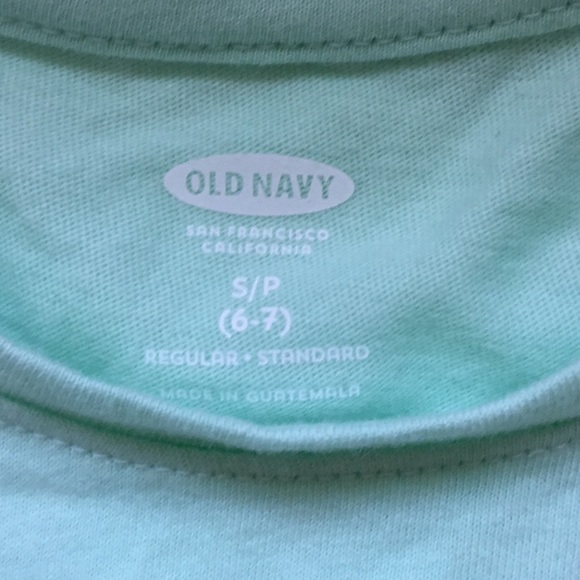 OLD NAVY
SAN FRANCISCO
CALIFORNIA
S/P
(6-7)
REGULAR • STANDARD
MADE IN GUATEMALA